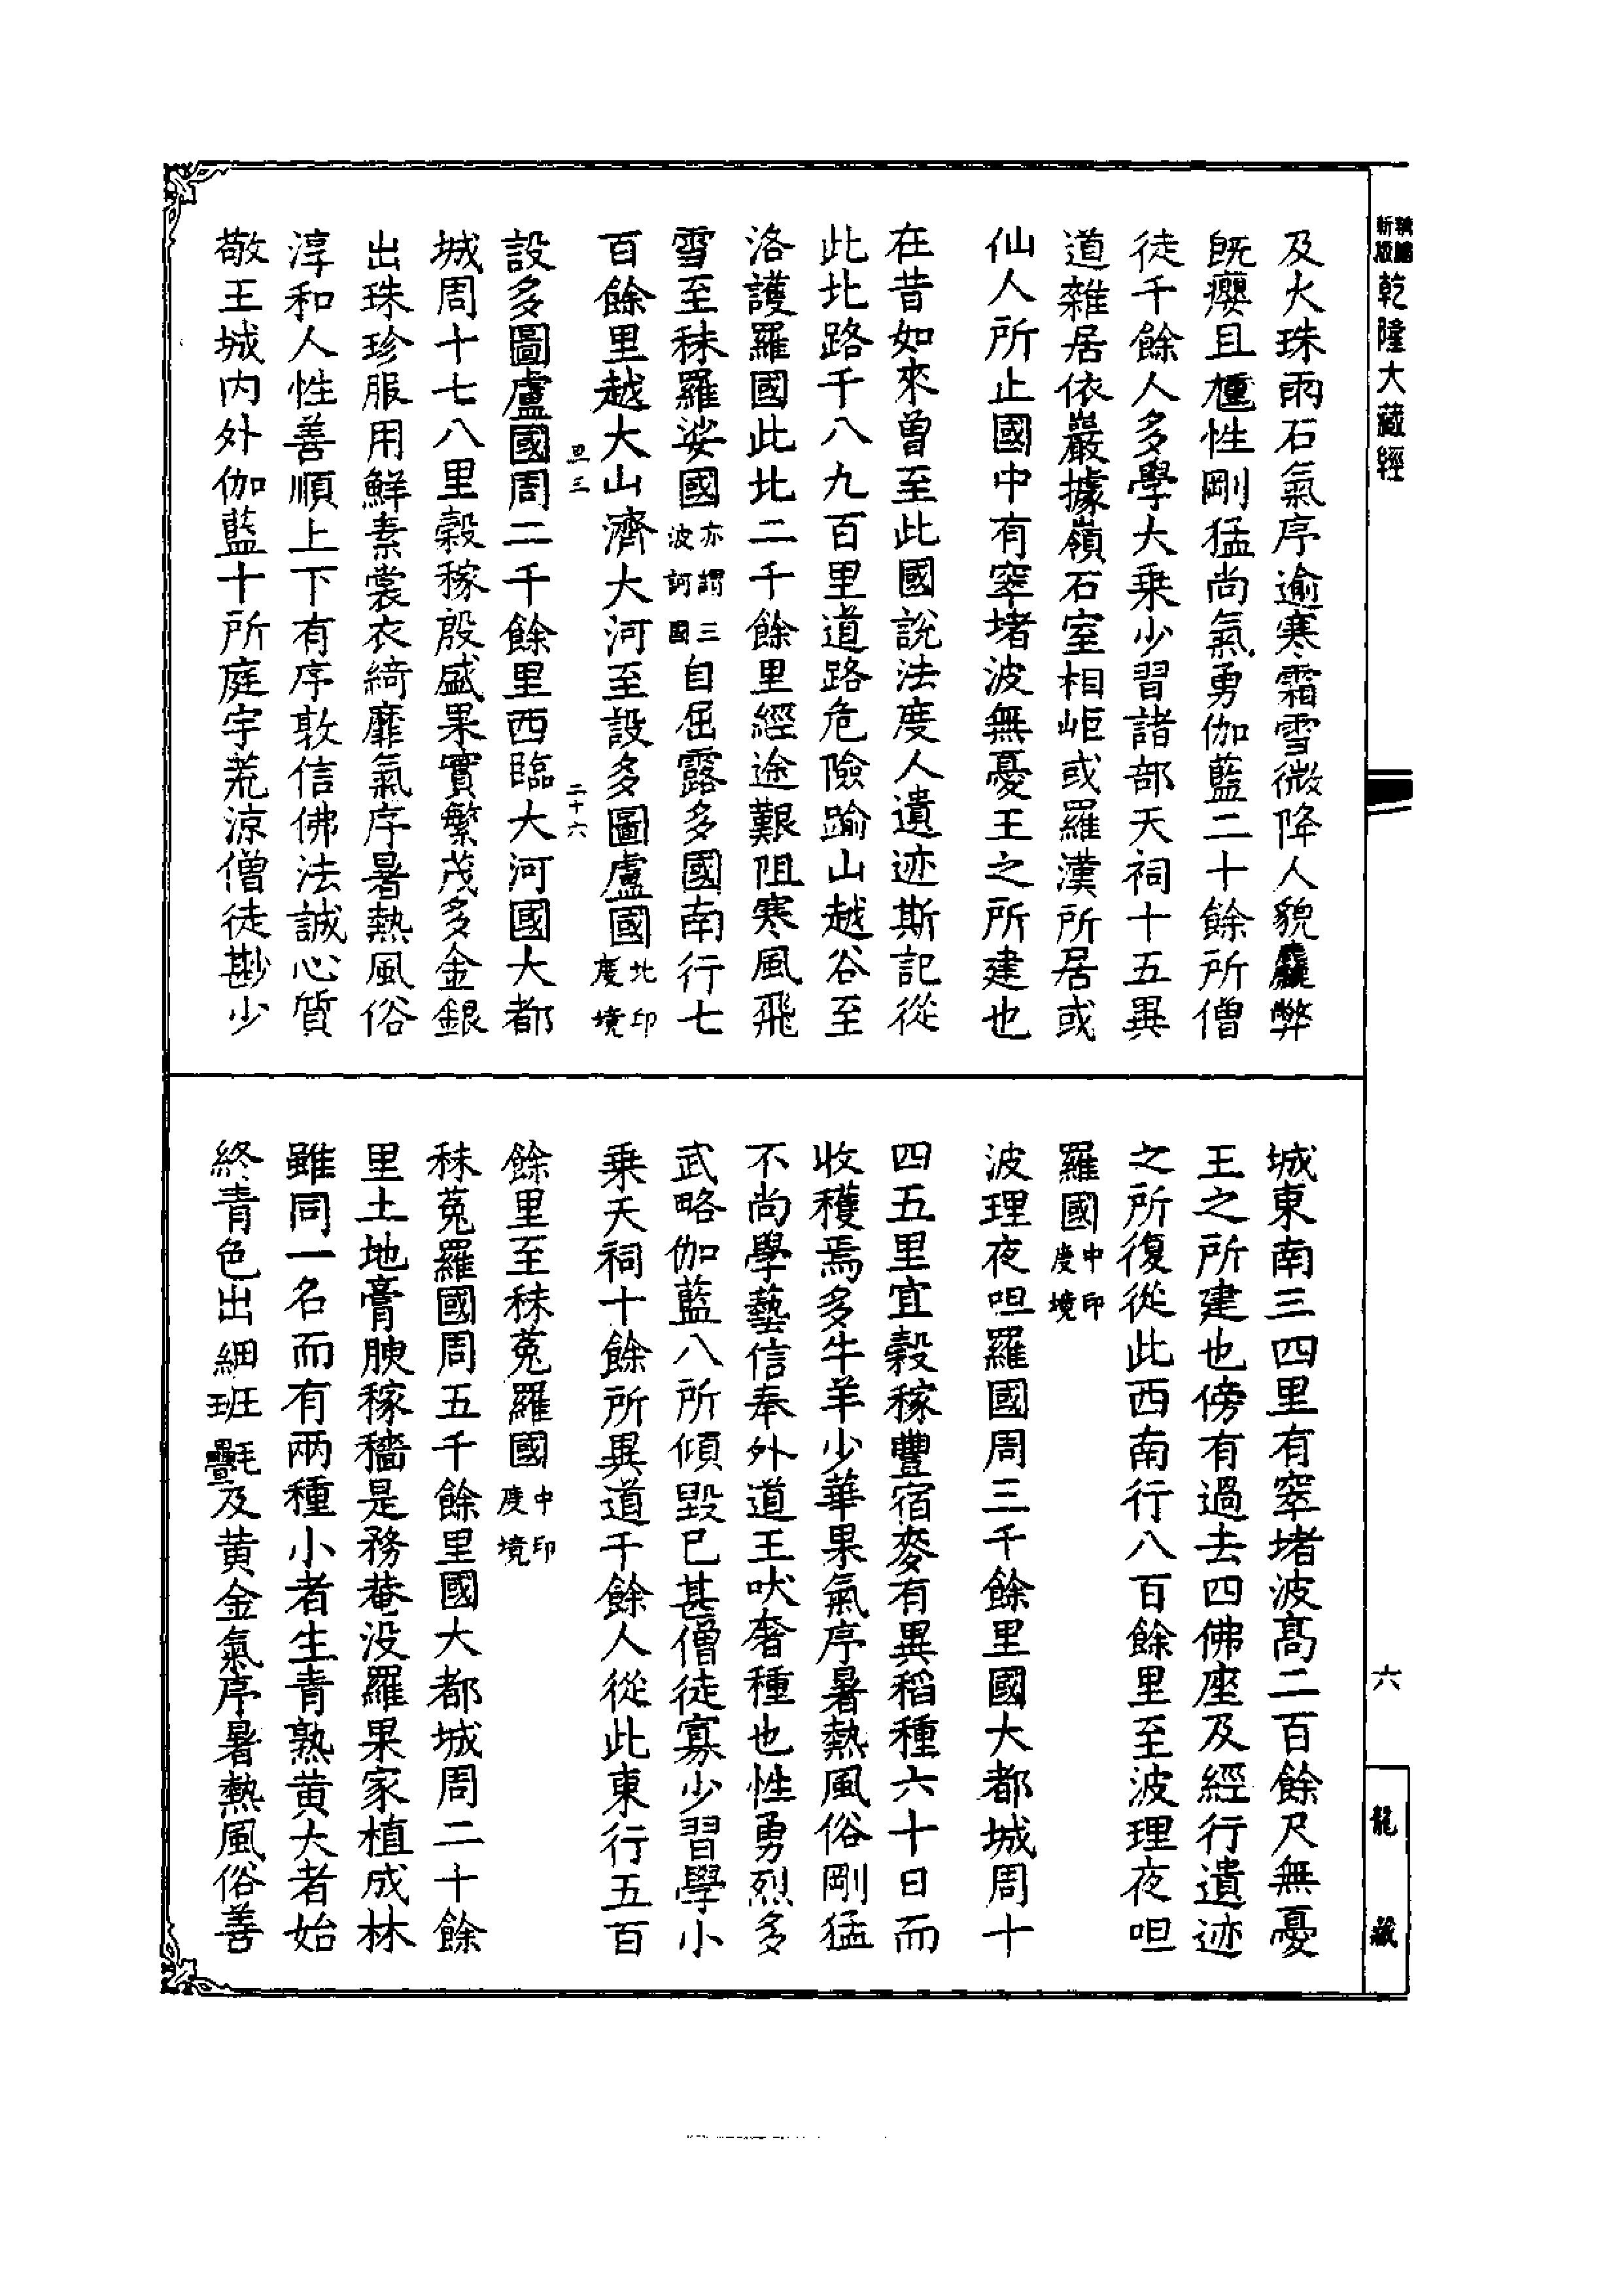 新編
新版
乾隆大藏經
及火珠雨石氣序逾寒霜雪微降人貌麤弊
既癭且尰性剛猛尚氣勇伽藍二十餘所僧
徒千餘人多學大乗少習諸部天祠十五異
道雜居依巖據嶺石室相岠或羅漢所居或
仙人所止國中有窣堵波無憂王之所建也
在昔如來曾至此國說法度人遺迹斯記從
此北路千八九百里道路危險踰山越谷至
洛護羅國此北二千餘里經途艱阻寒風飛
雪至秣羅娑國亦謂三波訶國自屈露多國南行七
百餘里越大山濟大河至設多圖盧國北印度境
旦三
二十六
設多圖盧國周二千餘里西臨大河國大都
城周十七八里穀稼殷盛果實繁茂多金銀
出珠珍服用鮮素裳衣綺靡氣序暑熱風俗
淳和人性善順上下有序敦信佛法誠心質
敬王城內外伽藍十所庭宇荒涼僧徒尠少
城東南三四里有窣堵波高二百餘尺無憂
王之所建也傍有過去四佛座及經行遺迹
之所復從此西南行八百餘里至波理夜呾
羅國中印度境
波理夜呾羅國周三千餘里國大都城周十
四五里宜穀稼豐宿麥有異稻種六十日而
收穫焉多牛羊少華果氣序暑熱風俗剛猛
不尚學藝信奉外道王吠奢種也性勇烈多
武略伽藍八所傾毀已甚僧徒寡少習學小
乗天祠十餘所異道千餘人從此東行五百
餘里至秣菟羅國中印度境
秣菟羅國周五千餘里國大都城周二十餘
里土地膏腴稼穡是務菴没羅果家植成林
雖同一名而有兩種小者生青熟黄大者始
終青色出細班㲲及黄金氣序暑熱風俗善
六
龍藏